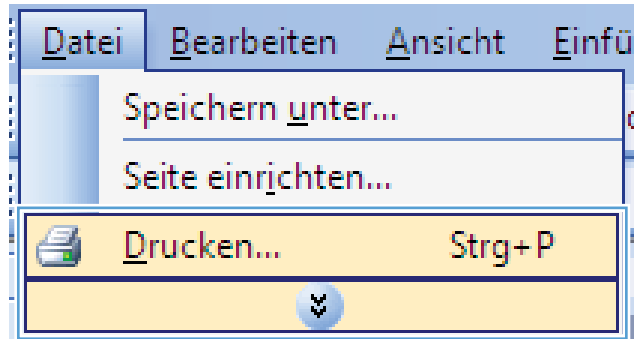 Datei Bearbeiten Ansicht Einfü
Speichern unter...
Seite einrichten...
Drucken... Strg+P